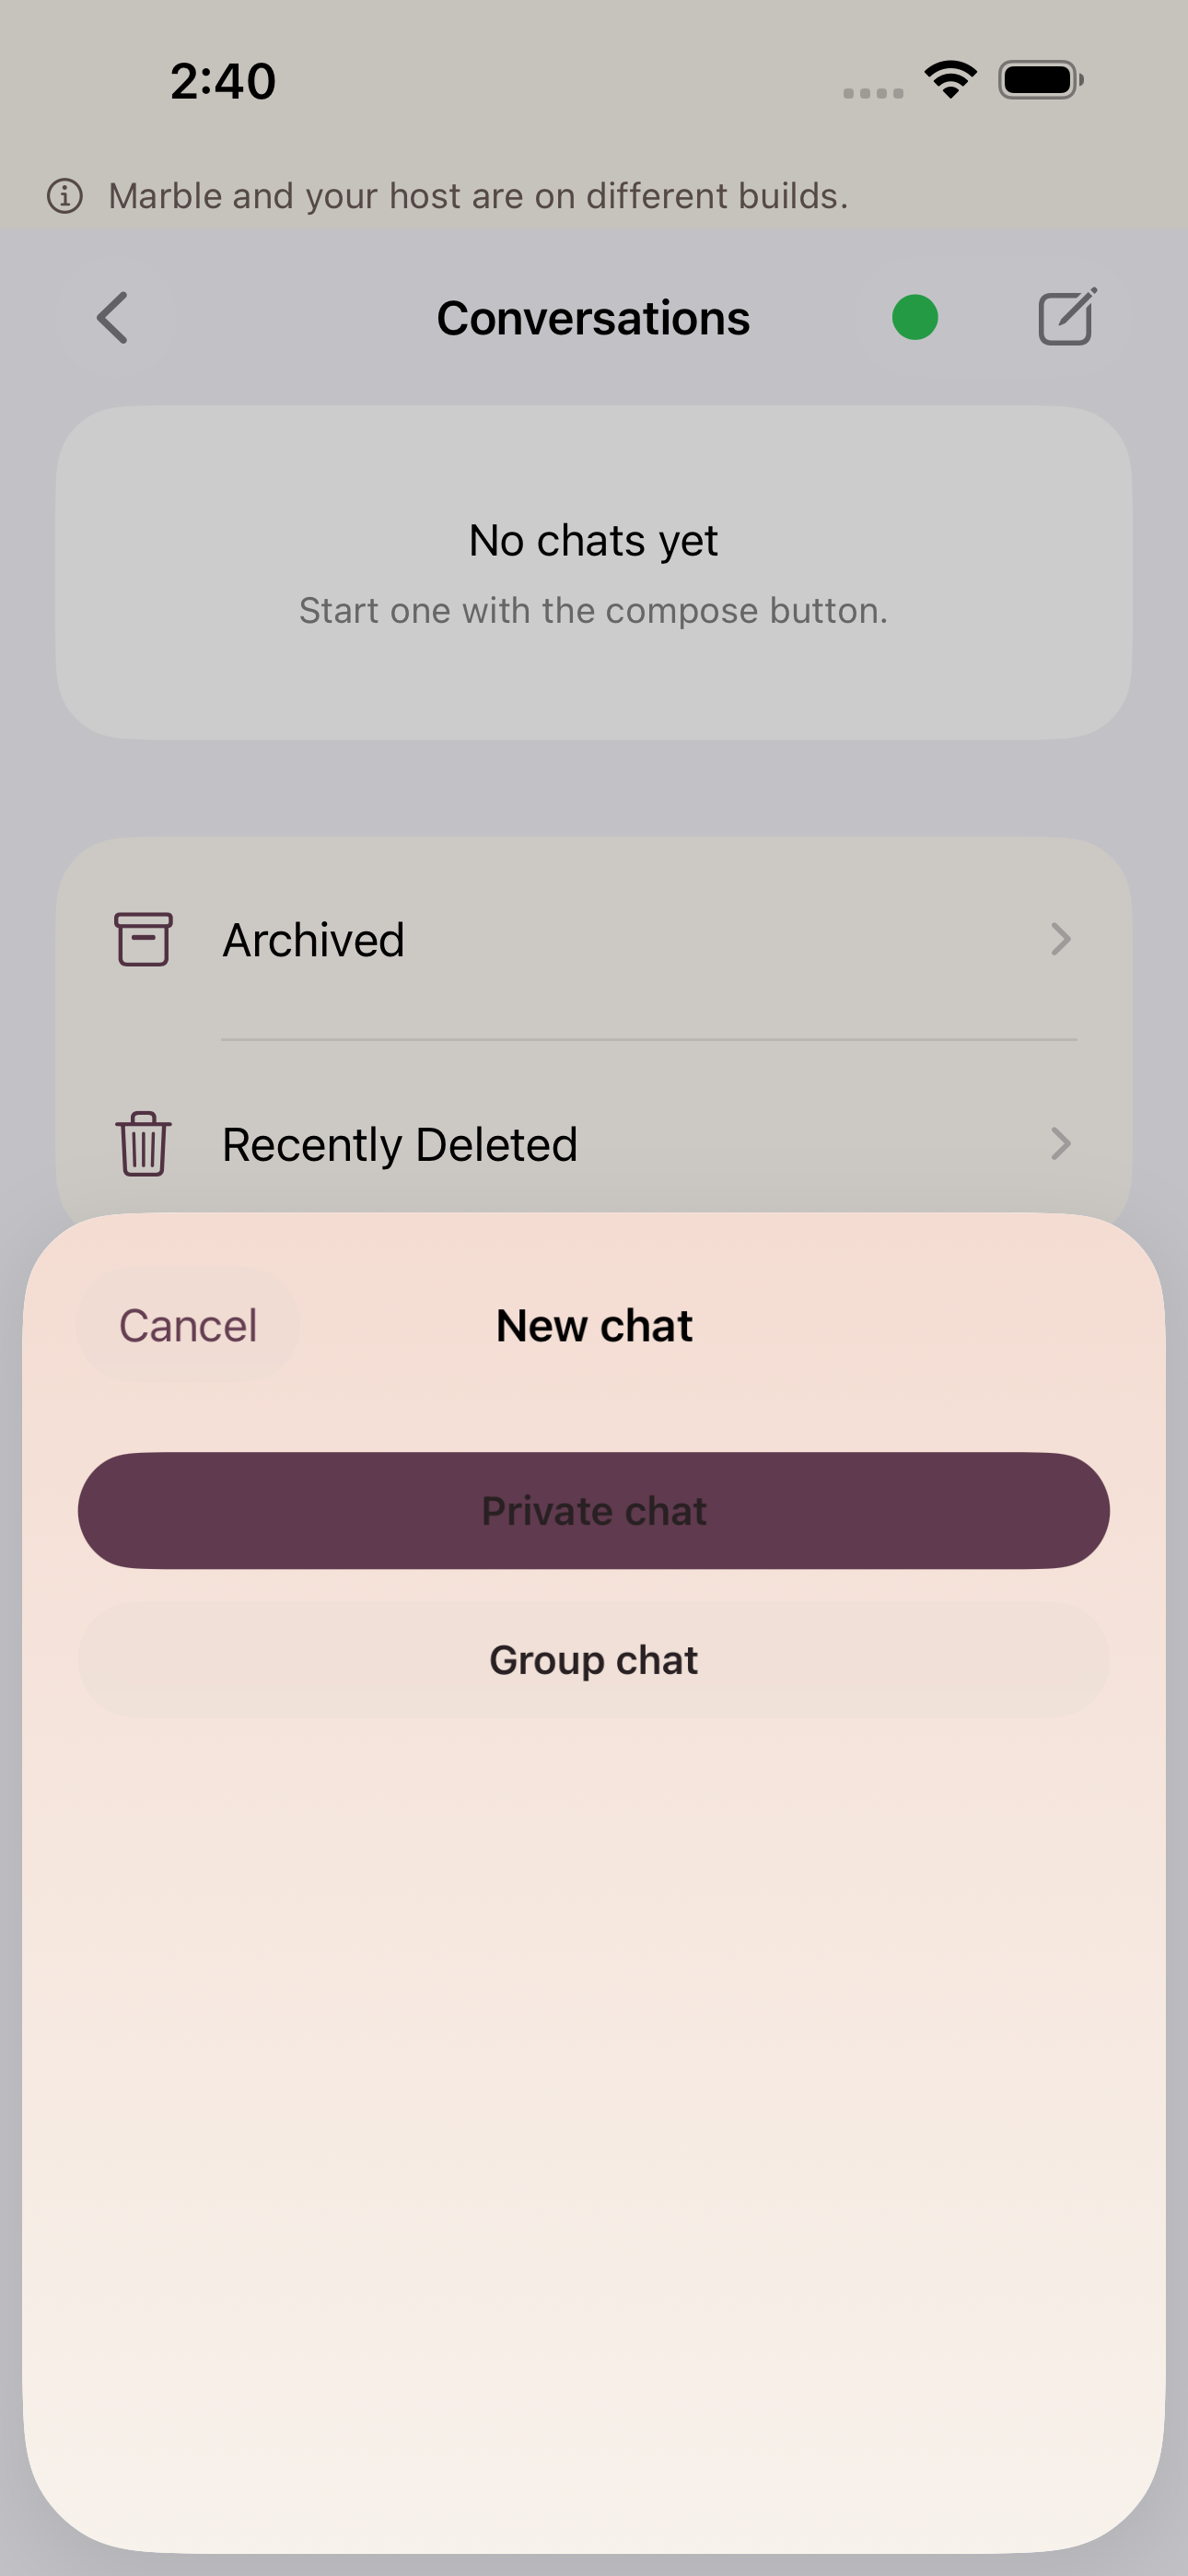 2:40
Marble and your host are on different builds.
Conversations
No chats yet
Start one with the compose button.
Archived
Recently Deleted
Cancel
New chat
Private chat
Group chat